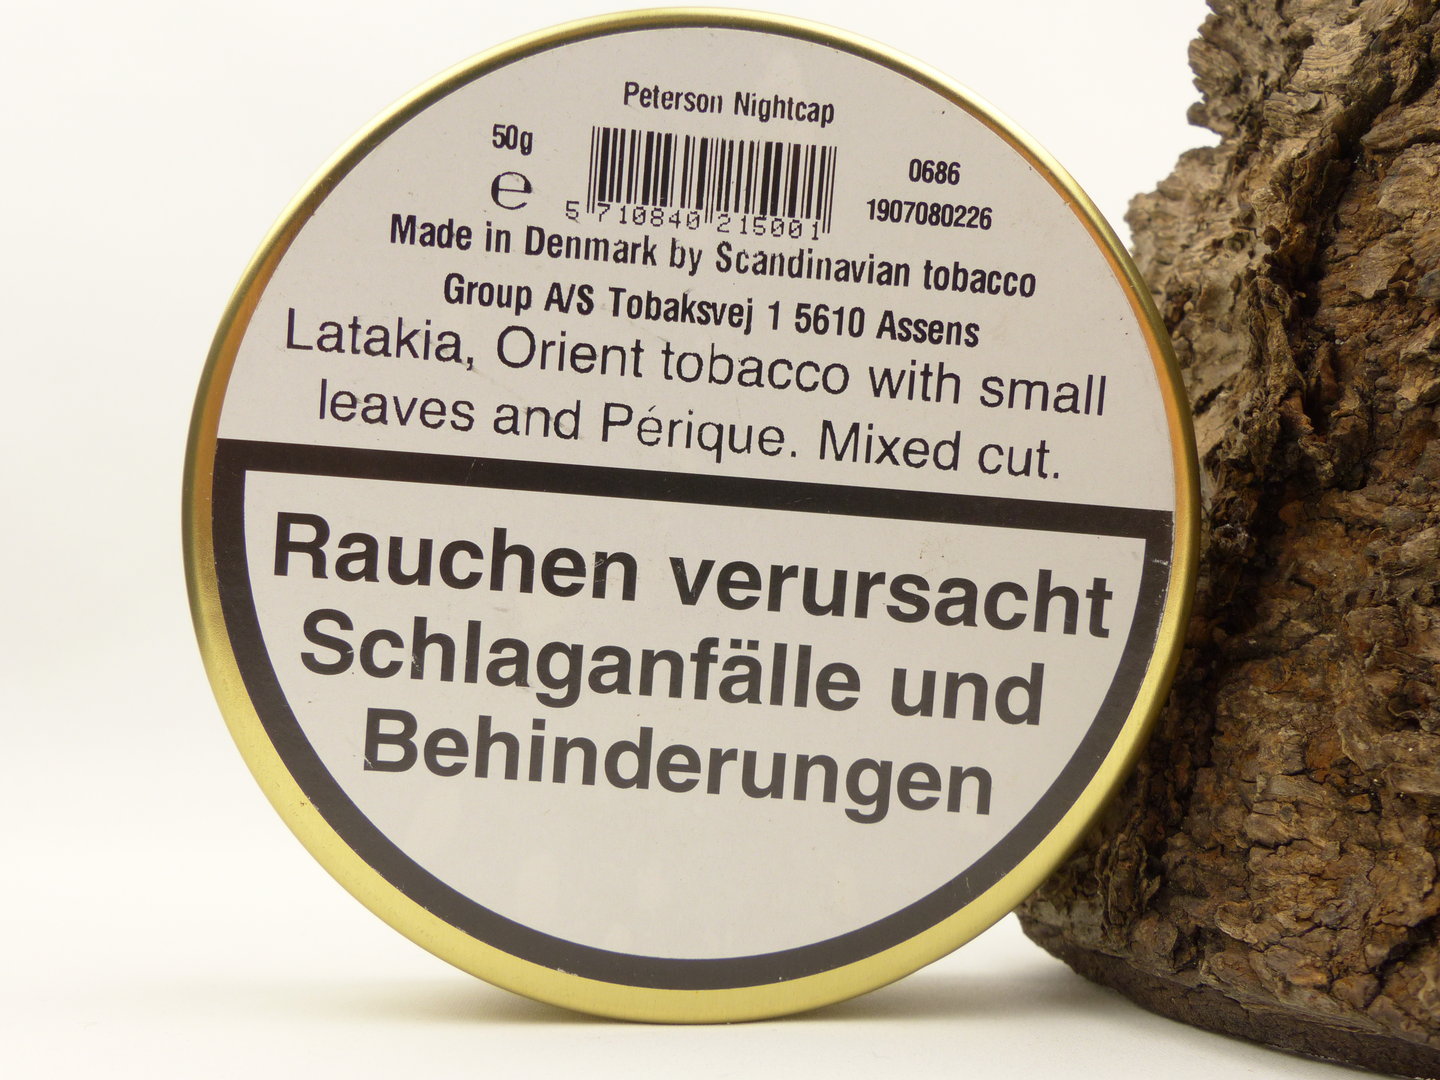 Peterson Nightcap
50g
e
5 710840 215001
0686
1907080226
Made in Denmark by Scandinavian tobacco
Group A/S Tobaksvej 1 5610 Assens
Latakia, Orient tobacco with small
leaves and Périque. Mixed cut.
Rauchen verursacht
Schlaganfälle und
Behinderungen